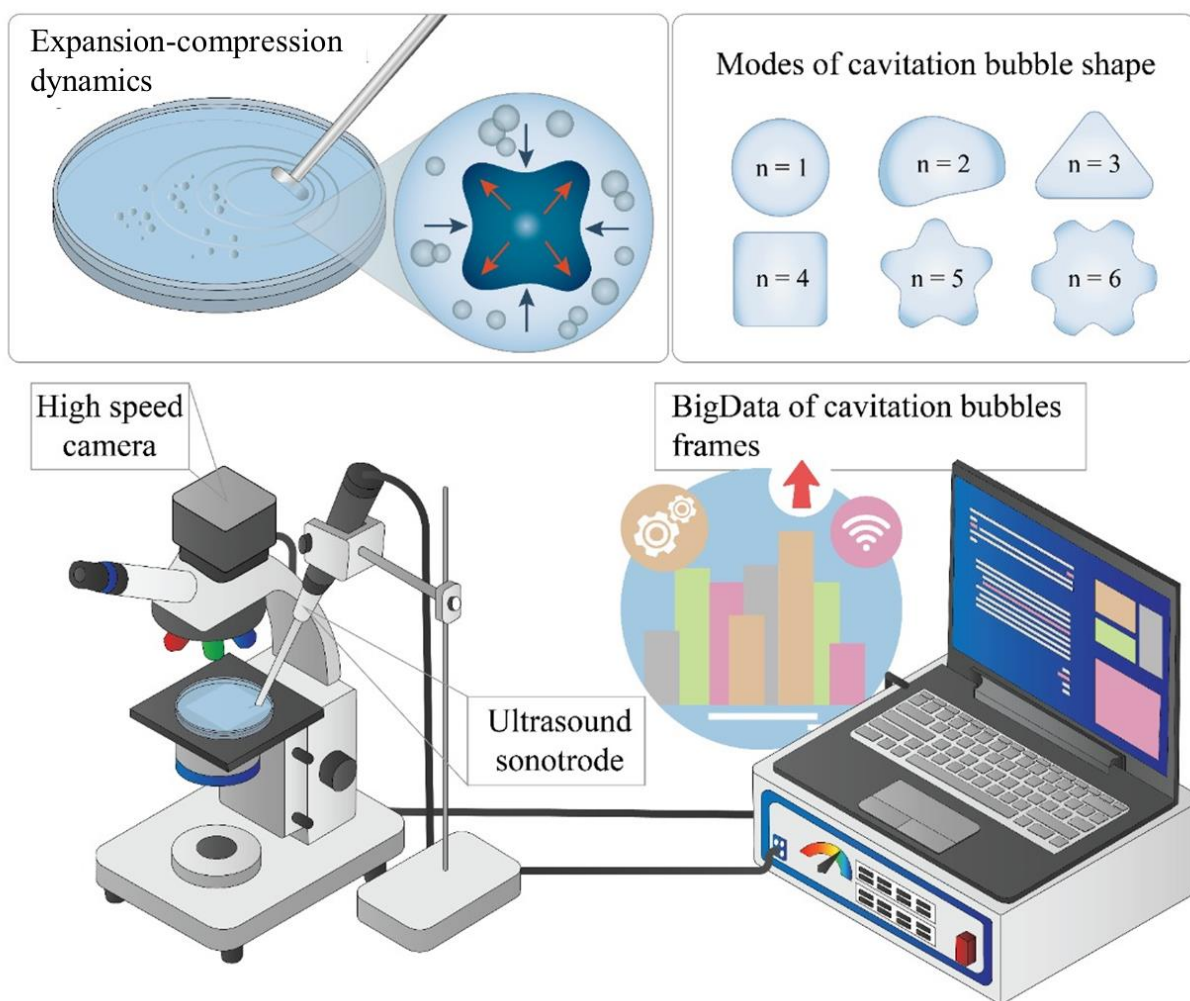 Expansion-compression
dynamics
Modes of cavitation bubble shape
n = 1
n = 2
n = 3
n = 4
n = 5
n = 6
High speed
camera
BigData of cavitation bubbles
frames
Ultrasound
sonotrode